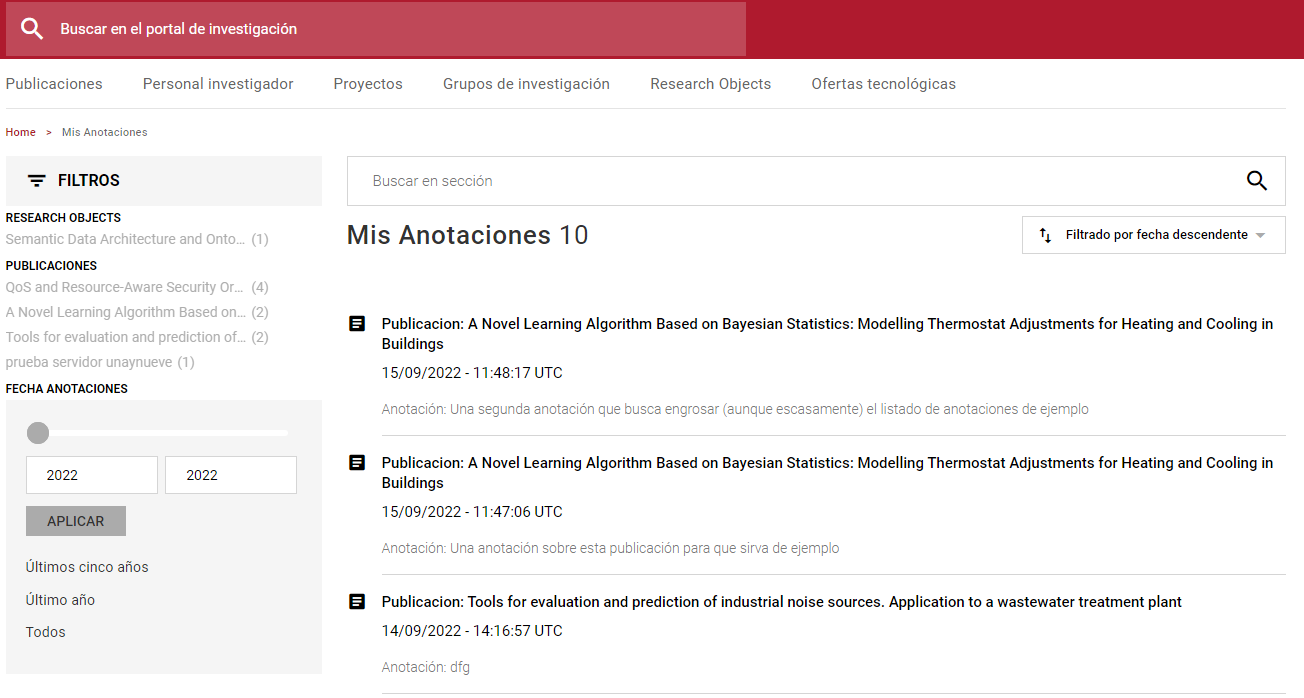 Buscar en el portal de investigación
Publicaciones Personal investigador Proyectos Grupos de investigación Research Objects Ofertas tecnológicas
Home > Mis Anotaciones
FILTROS
RESEARCH OBJECTS
Semantic Data Architecture and Onto... (1)
PUBLICACIONES
QoS and Resource-Aware Security Or... (4)
A Novel Learning Algorithm Based on... (2)
Tools for evaluation and prediction of... (2)
prueba servidor unaynueve (1)
FECHA ANOTACIONES
2022 2022
APLICAR
Últimos cinco años
Último año
Todos
Buscar en sección
Mis Anotaciones 10
Filtrado por fecha descendente
Publicacion: A Novel Learning Algorithm Based on Bayesian Statistics: Modelling Thermostat Adjustments for Heating and Cooling in
Buildings
15/09/2022 - 11:48:17 UTC
Anotación: Una segunda anotación que busca engrosar (aunque escasamente) el listado de anotaciones de ejemplo
Publicacion: A Novel Learning Algorithm Based on Bayesian Statistics: Modelling Thermostat Adjustments for Heating and Cooling in
Buildings
15/09/2022 - 11:47:06 UTC
Anotación: Una anotación sobre esta publicación para que sirva de ejemplo
Publicacion: Tools for evaluation and prediction of industrial noise sources. Application to a wastewater treatment plant
14/09/2022 - 14:16:57 UTC
Anotación: dfg